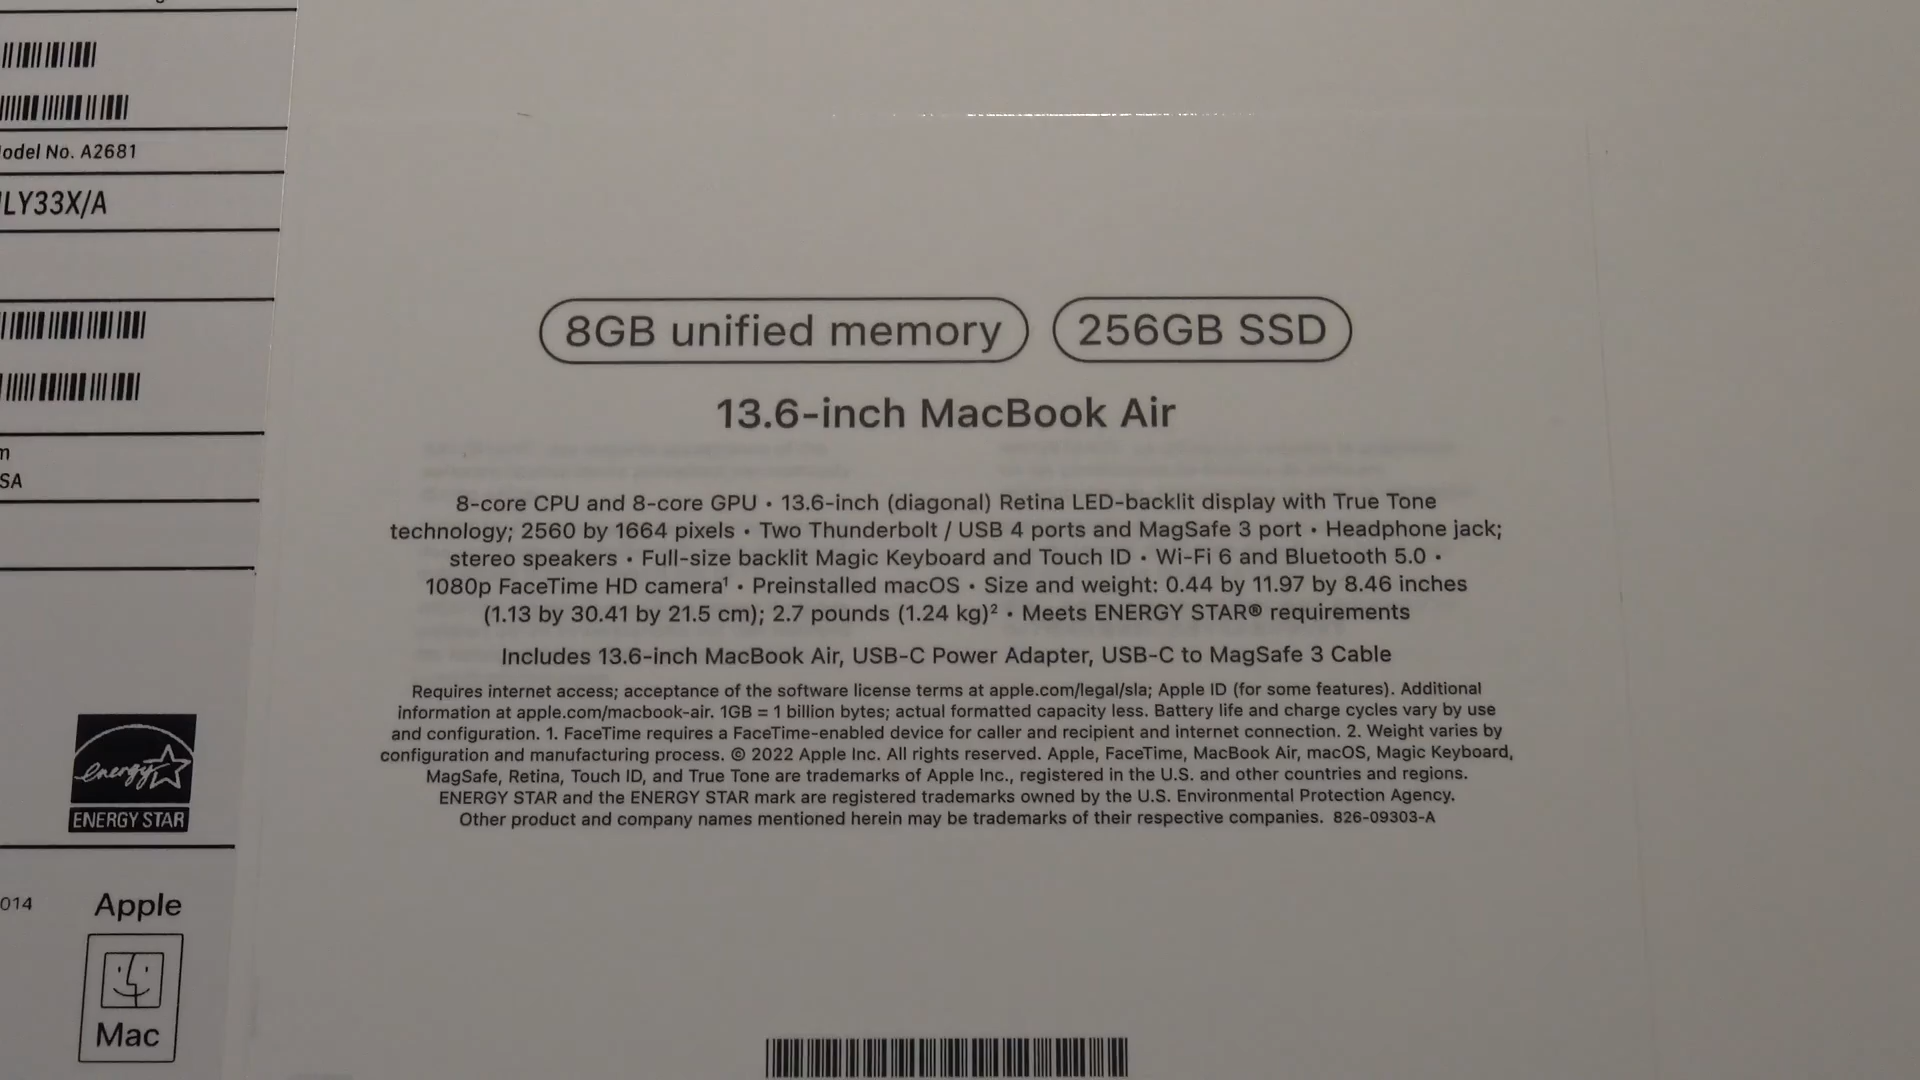 Model No. A2681
LY33X/A
SA
energy
ENERGY STAR
014
Apple
Mac
8GB unified memory 256GB SSD
13.6-inch MacBook Air
8-core CPU and 8-core GPU • 13.6-inch (diagonal) Retina LED-backlit display with True Tone
technology; 2560 by 1664 pixels • Two Thunderbolt / USB 4 ports and MagSafe 3 port • Headphone jack;
stereo speakers • Full-size backlit Magic Keyboard and Touch ID • Wi-Fi 6 and Bluetooth 5.0 •
1080p FaceTime HD camera¹ • Preinstalled macOS • Size and weight: 0.44 by 11.97 by 8.46 inches
(1.13 by 30.41 by 21.5 cm); 2.7 pounds (1.24 kg)² • Meets ENERGY STAR® requirements
Includes 13.6-inch MacBook Air, USB-C Power Adapter, USB-C to MagSafe 3 Cable
Requires internet access; acceptance of the software license terms at apple.com/legal/sla; Apple ID (for some features). Additional
information at apple.com/macbook-air. 1GB = 1 billion bytes; actual formatted capacity less. Battery life and charge cycles vary by use
and configuration. 1. FaceTime requires a FaceTime-enabled device for caller and recipient and internet connection. 2. Weight varies by
configuration and manufacturing process. © 2022 Apple Inc. All rights reserved. Apple, FaceTime, MacBook Air, macOS, Magic Keyboard,
MagSafe, Retina, Touch ID, and True Tone are trademarks of Apple Inc., registered in the U.S. and other countries and regions.
ENERGY STAR and the ENERGY STAR mark are registered trademarks owned by the U.S. Environmental Protection Agency.
Other product and company names mentioned herein may be trademarks of their respective companies. 826-09303-A